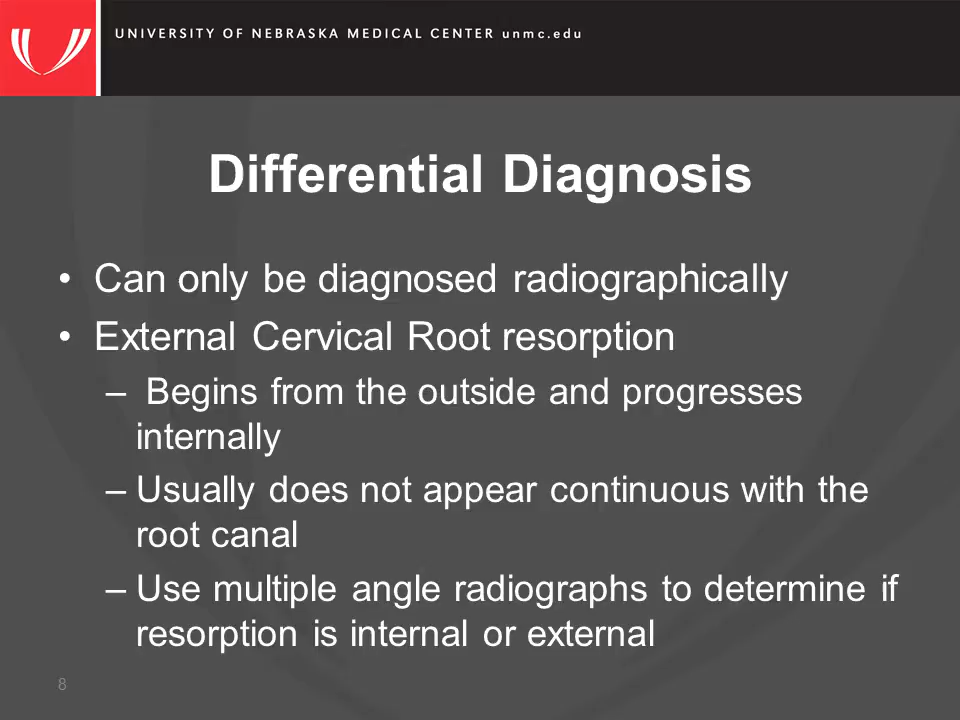 UNIVERSITY OF NEBRASKA MEDICAL CENTER unmc.edu
Differential Diagnosis
• Can only be diagnosed radiographically
• External Cervical Root resorption
– Begins from the outside and progresses
internally
– Usually does not appear continuous with the
root canal
– Use multiple angle radiographs to determine if
resorption is internal or external
8